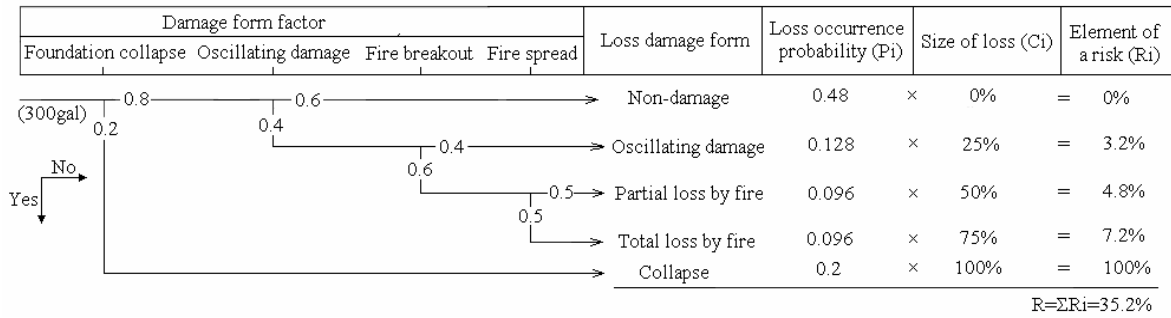 Damage form factor
Foundation collapse Oscillating damage Fire breakout Fire spread
Loss damage form
Loss occurrence probability (Pi)
Size of loss (Ci)
Element of a risk (Ri)
(300gal) 0.8 0.6 Non-damage 0.48 × 0% = 0%
0.2 0.4
0.4 Oscillating damage 0.128 × 25% = 3.2%
No
0.6
Yes
0.5 Partial loss by fire 0.096 × 50% = 4.8%
0.5
Total loss by fire 0.096 × 75% = 7.2%
Collapse 0.2 × 100% = 100%
R=ΣRi=35.2%